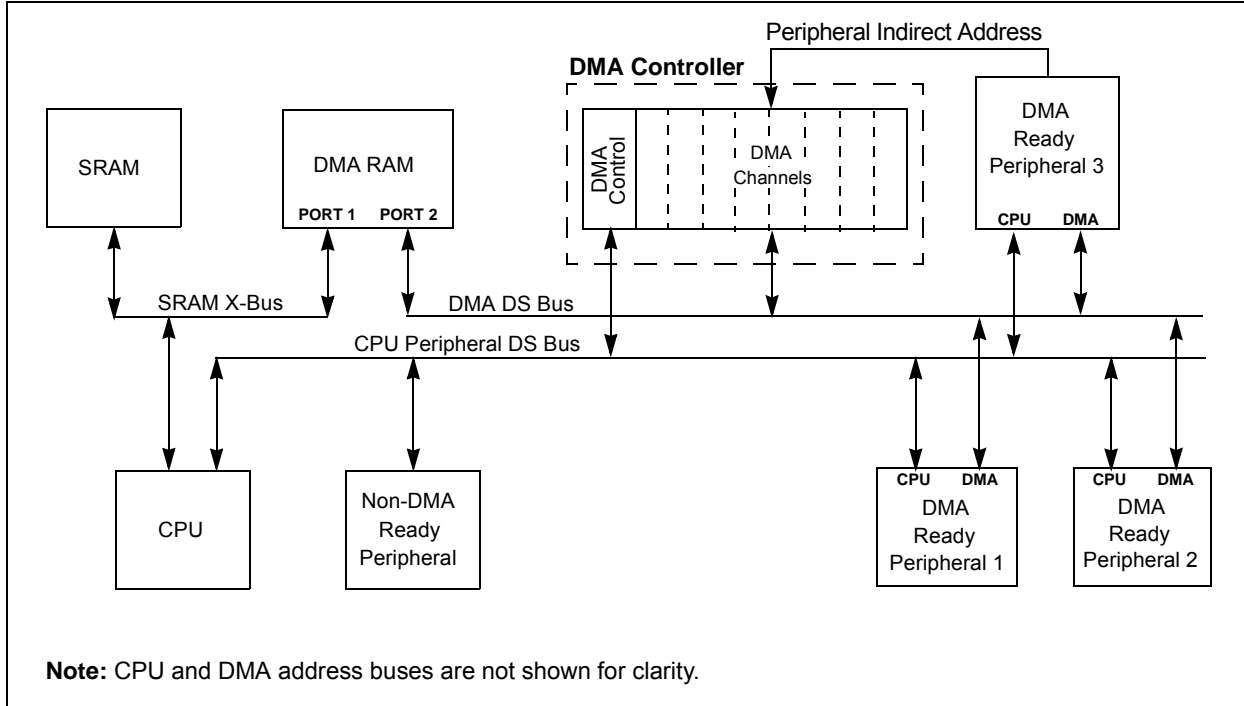 Peripheral Indirect Address
DMA Controller
SRAM
DMA RAM
PORT 1 PORT 2
DMA
Control
DMA
Channels
DMA
Ready
Peripheral 3
CPU DMA
SRAM X-Bus
DMA DS Bus
CPU Peripheral DS Bus
CPU
Non-DMA
Ready
Peripheral
CPU DMA
DMA
Ready
Peripheral 1
CPU DMA
DMA
Ready
Peripheral 2
Note: CPU and DMA address buses are not shown for clarity.